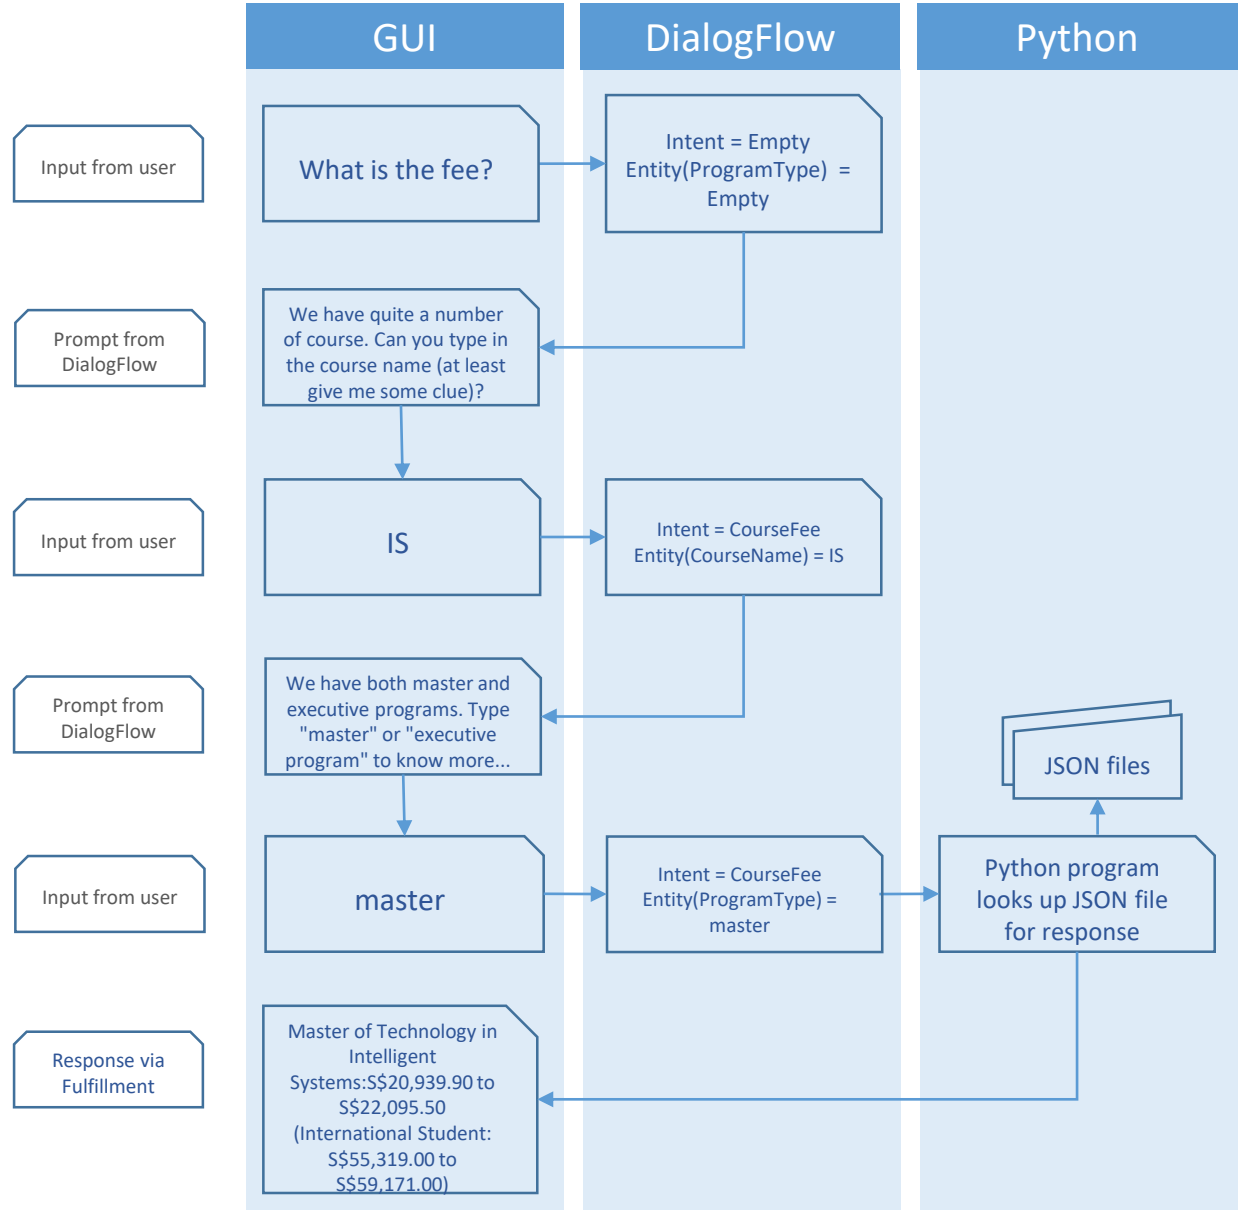 GUI
DialogFlow
Python
Input from user
What is the fee?
Intent = Empty
Entity(ProgramType) =
Empty
Prompt from
DialogFlow
We have quite a number
of course. Can you type in
the course name (at least
give me some clue)?
Input from user
IS
Intent = CourseFee
Entity(CourseName) = IS
Prompt from
DialogFlow
We have both master and
executive programs. Type
"master" or "executive
program" to know more...
JSON files
Input from user
master
Intent = CourseFee
Entity(ProgramType) =
master
Python program
looks up JSON file
for response
Response via
Fulfillment
Master of Technology in
Intelligent
Systems:S$20,939.90 to
S$22,095.50
(International Student:
S$55,319.00 to
S$59,171.00)